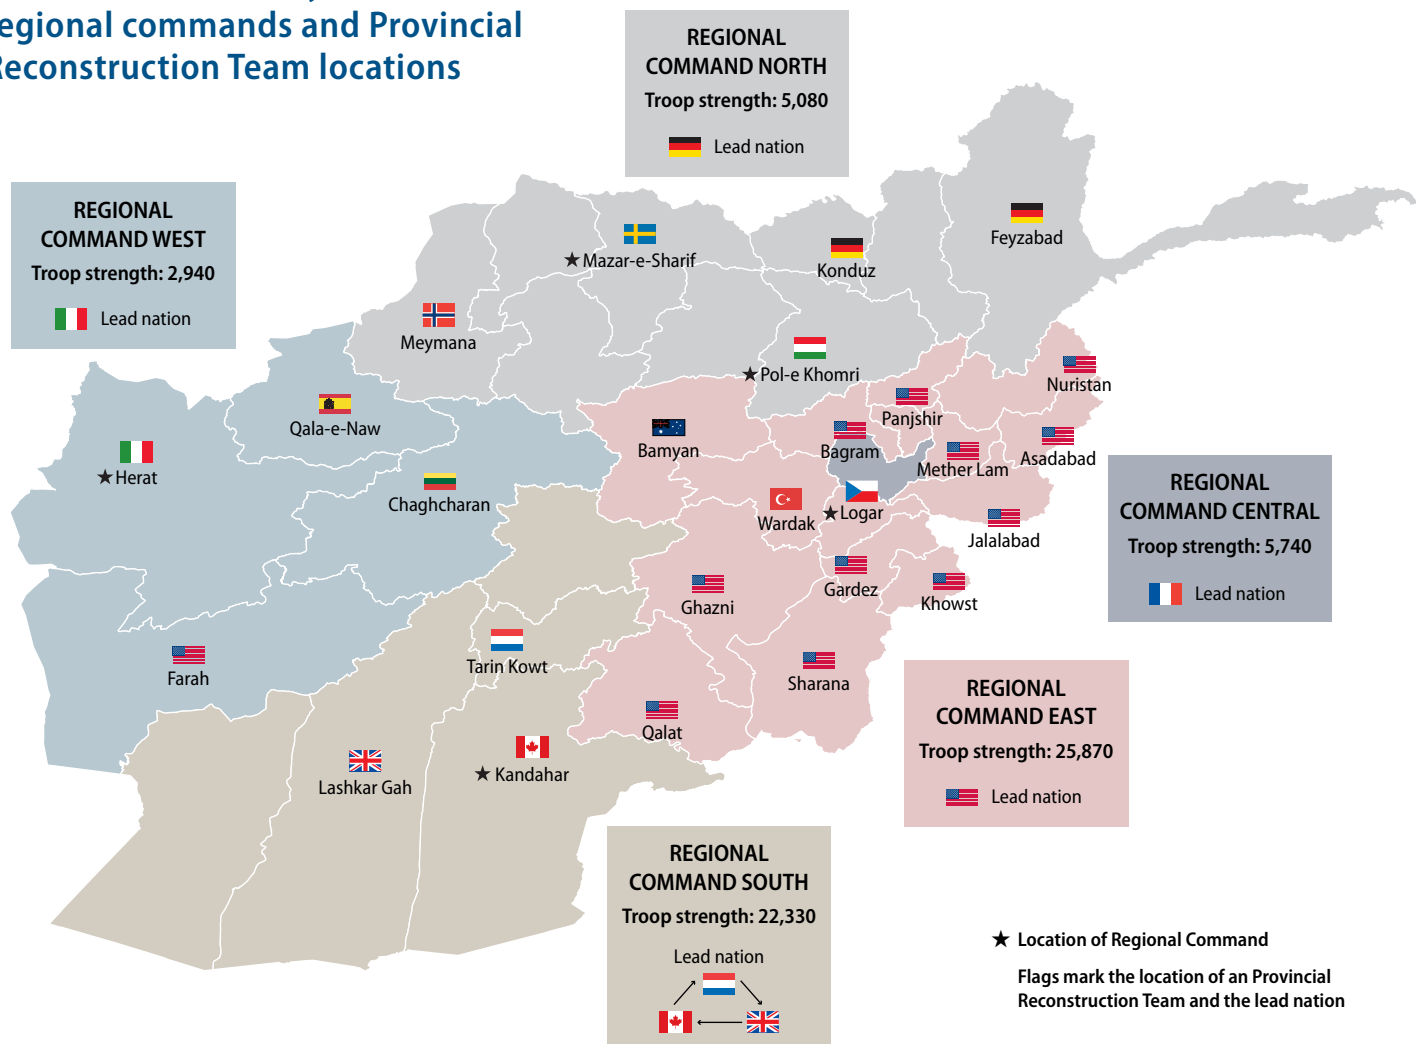 egional commands and Provincial
Reconstruction Team locations
REGIONAL
COMMAND NORTH
Troop strength: 5,080
Lead nation
REGIONAL
COMMAND WEST
Troop strength: 2,940
Lead nation
Feyzabad
Mazar-e-Sharif
Konduz
Meymana
Pol-e Khomri
Nuristan
Panjshir
Qala-e-Naw
Bamyan
Bagram
Mether Lam
Asadabad
Herat
Chaghcharan
Wardak
Logar
Jalalabad
REGIONAL
COMMAND CENTRAL
Troop strength: 5,740
Lead nation
Ghazni
Gardez
Khowst
Tarin Kowt
Farah
Sharana
Qalat
REGIONAL
COMMAND EAST
Troop strength: 25,870
Lead nation
Lashkar Gah
Kandahar
REGIONAL
COMMAND SOUTH
Troop strength: 22,330
Lead nation
Location of Regional Command
Flags mark the location of an Provincial
Reconstruction Team and the lead nation